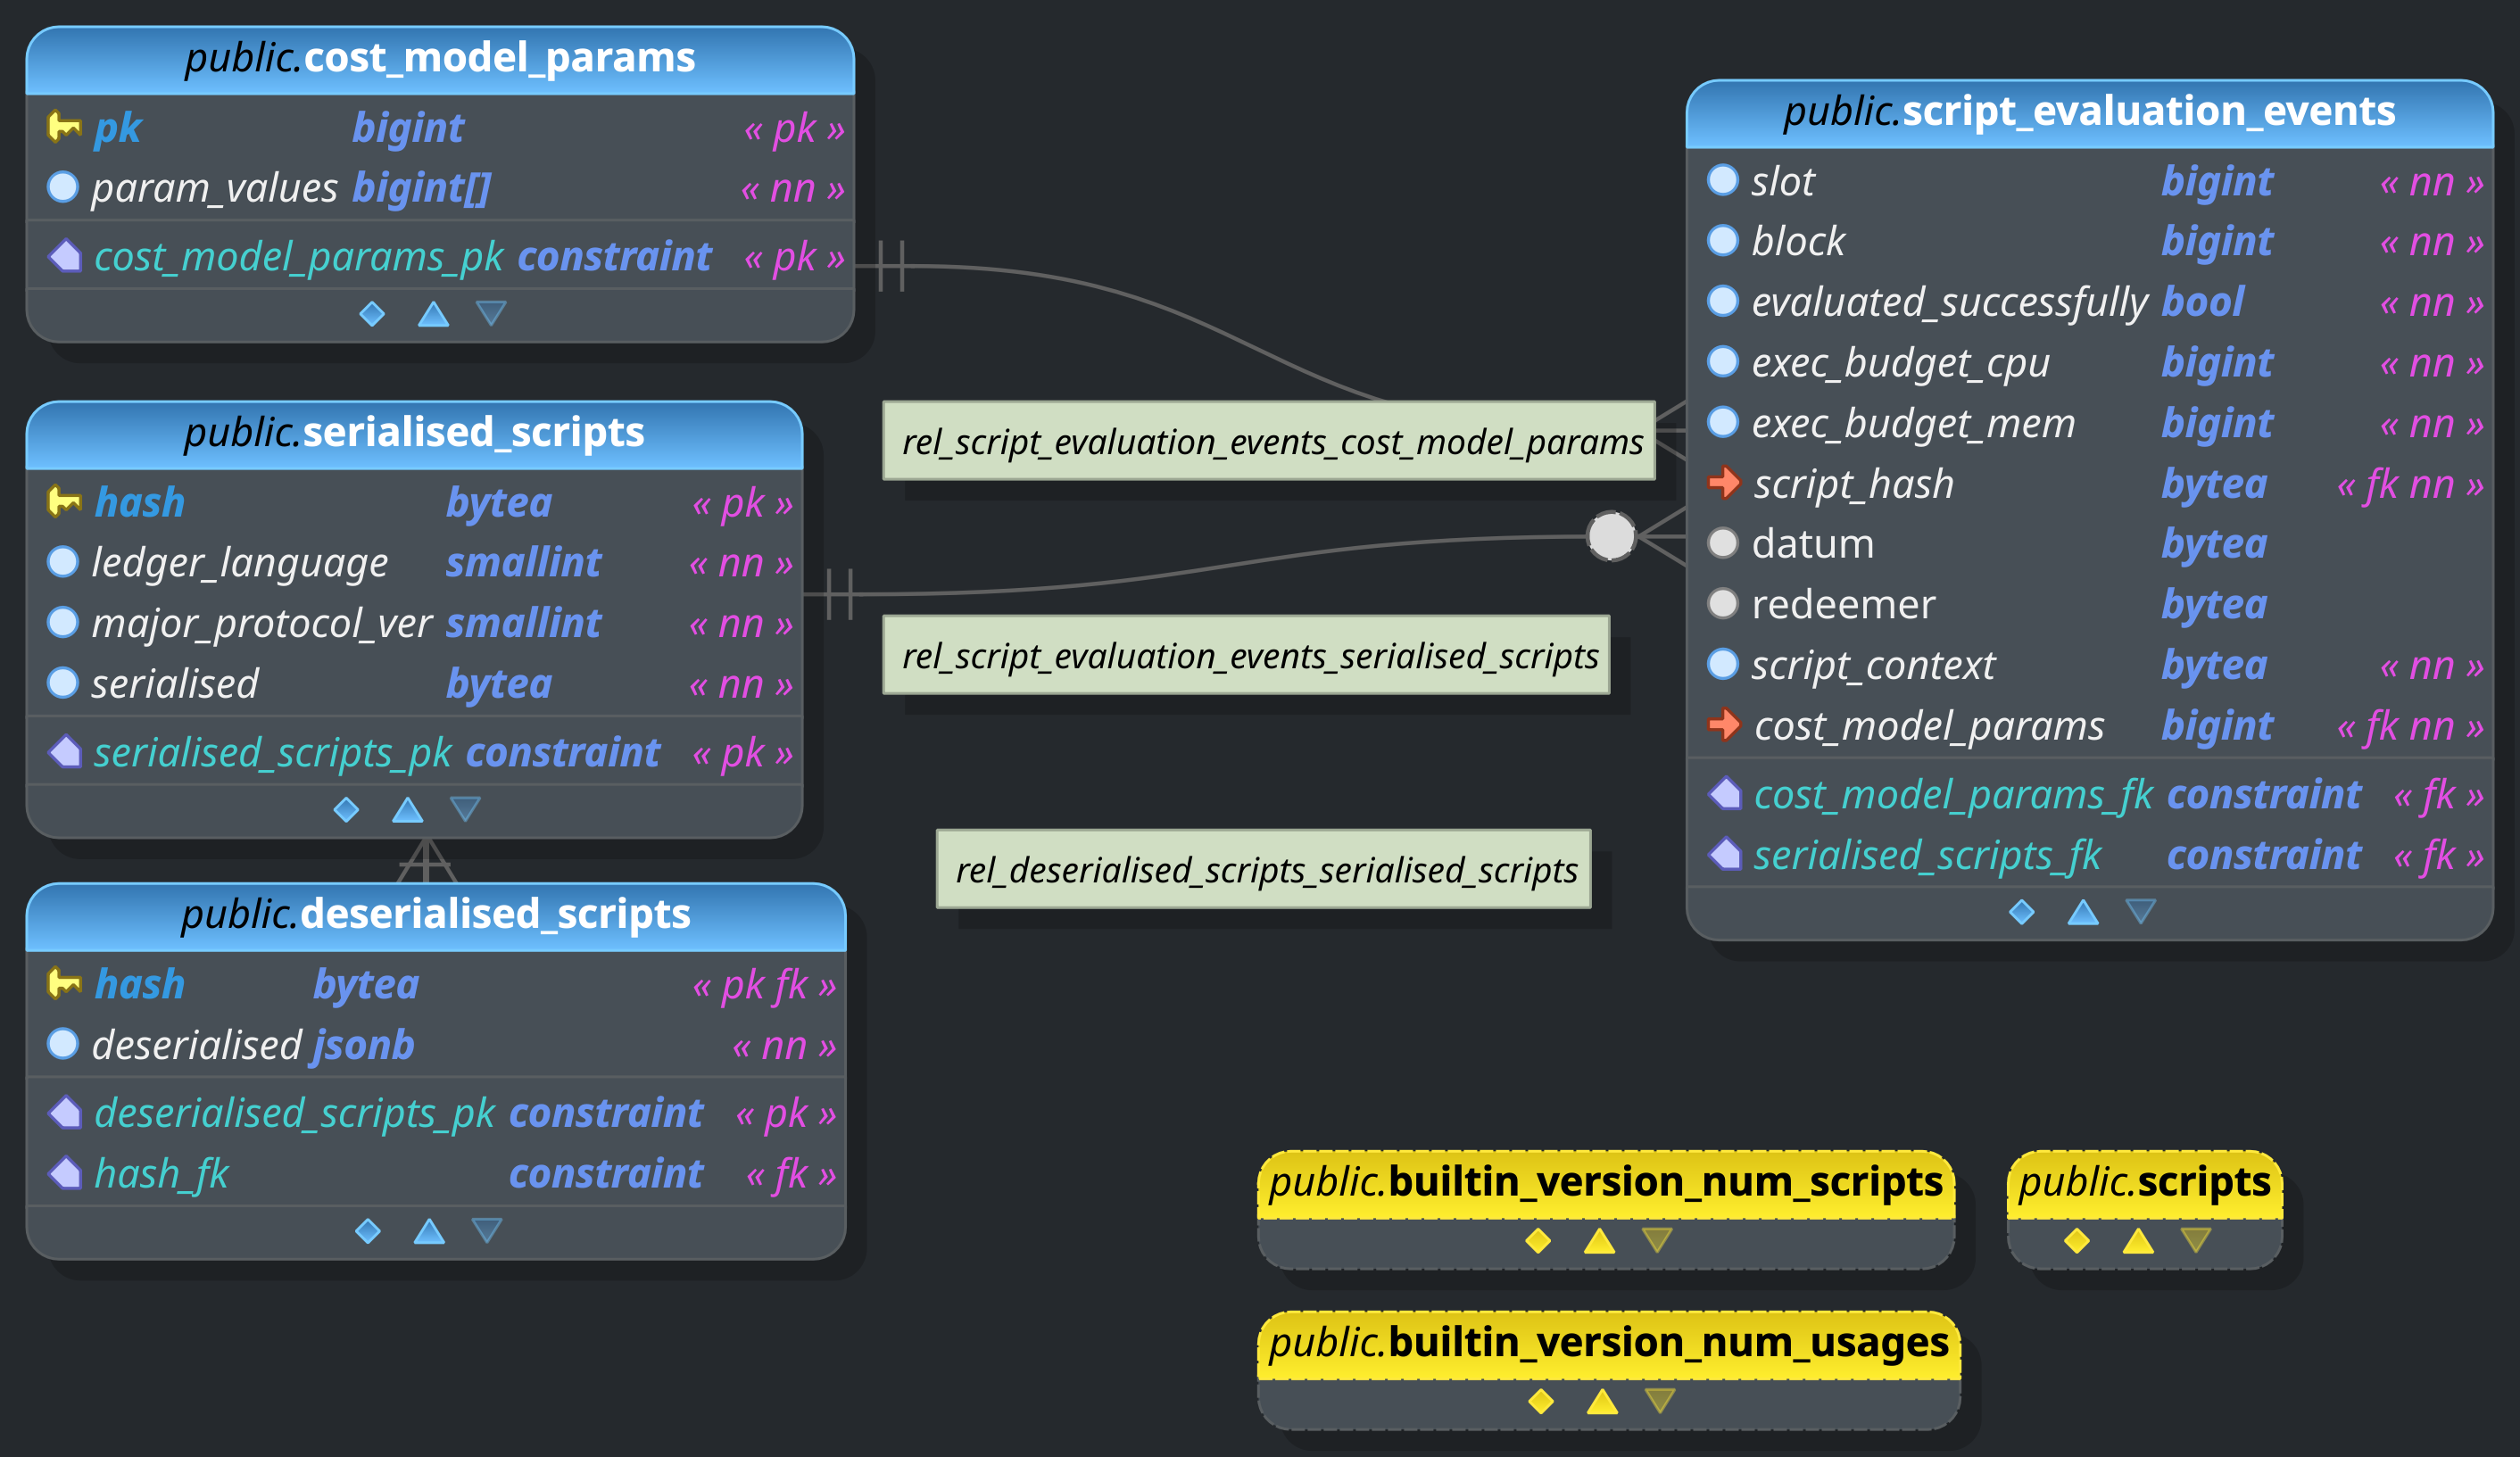 public.cost_model_params
pk bigint « pk »
param_values bigint[] « nn »
cost_model_params_pk constraint « pk »
public.serialised_scripts
hash bytea « pk »
ledger_language smallint « nn »
major_protocol_ver smallint « nn »
serialised bytea « nn »
serialised_scripts_pk constraint « pk »
public.deserialised_scripts
hash bytea « pk fk »
deserialised jsonb « nn »
deserialised_scripts_pk constraint « pk »
hash_fk constraint « fk »
rel_script_evaluation_events_cost_model_params
rel_script_evaluation_events_serialised_scripts
rel_deserialised_scripts_serialised_scripts
public.script_evaluation_events
slot bigint « nn »
block bigint « nn »
evaluated_successfully bool « nn »
exec_budget_cpu bigint « nn »
exec_budget_mem bigint « nn »
script_hash bytea « fk nn »
datum bytea
redeemer bytea
script_context bytea « nn »
cost_model_params bigint « fk nn »
cost_model_params_fk constraint « fk »
serialised_scripts_fk constraint « fk »
public.builtin_version_num_scripts
public.scripts
public.builtin_version_num_usages